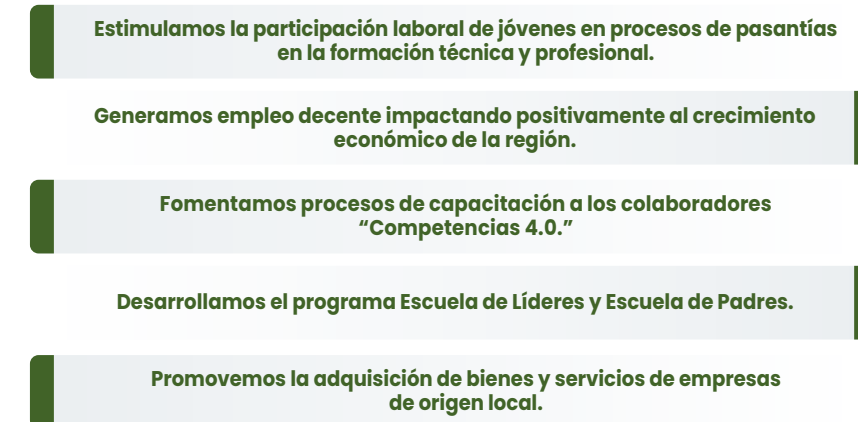 Estimulamos la participación laboral de jóvenes en procesos de pasantías
en la formación técnica y profesional.
Generamos empleo decente impactando positivamente al crecimiento
económico de la región.
Fomentamos procesos de capacitación a los colaboradores
“Competencias 4.0.”
Desarrollamos el programa Escuela de Líderes y Escuela de Padres.
Promovemos la adquisición de bienes y servicios de empresas
de origen local.